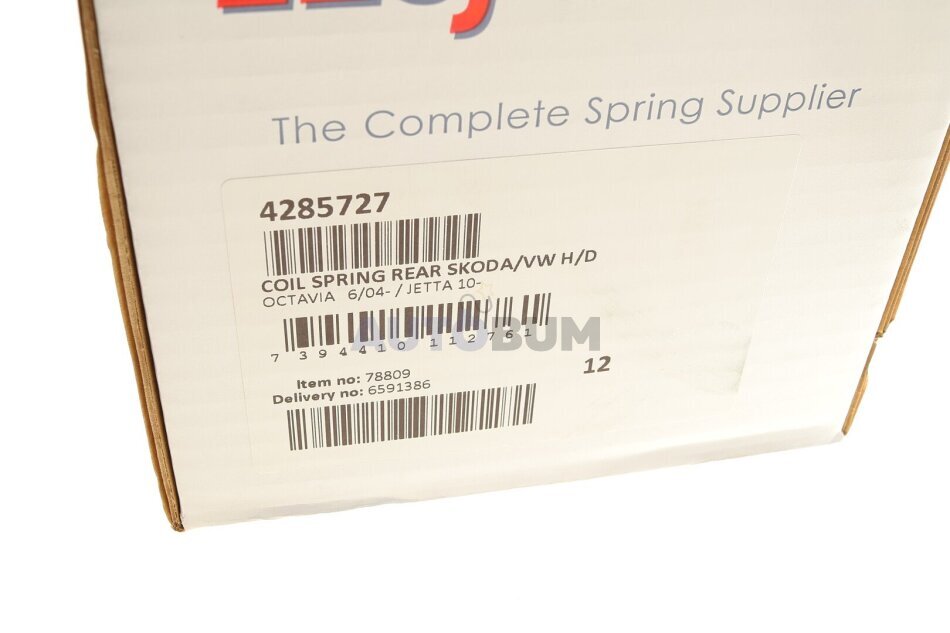 The Complete Spring Supplier
4285727
COIL SPRING REAR SKODA/VW H/D
OCTAVIA 6/04- / JETTA 10-
7 394410 112761
AUTOBUM
Item no: 78809
12
Delivery no: 6591386